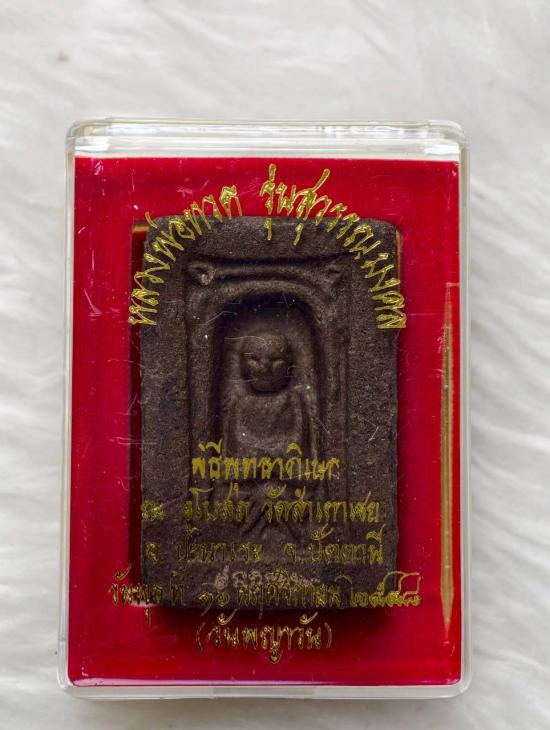 หลวงพ่อทวด รุ่นสุวรรณมงคล
พิธีพุทธาภิเษก
ณ อุโบสถ วัดสำเภาเชย
อ.ปะนาเระ จ.ปัตตานี
วันพุธที่ ๑๖ พฤศจิกายน ๒๕๔๘
(วันพญาวัน)